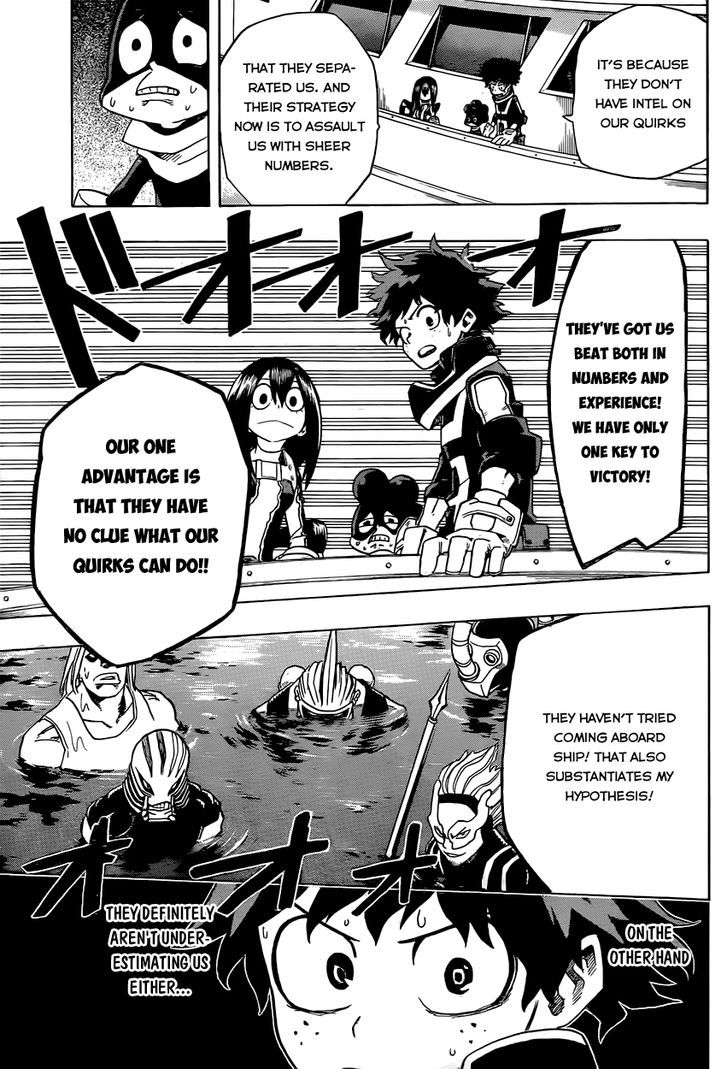 IT'S BECAUSE
THEY DON'T
HAVE INTEL ON
OUR QUIRKS
THAT THEY SEPA-
RATED US. AND
THEIR STRATEGY
NOW IS TO ASSAULT
US WITH SHEER
NUMBERS.
ドオオオ
THEY'VE GOT US
BEAT BOTH IN
NUMBERS AND
EXPERIENCE!
WE HAVE ONLY
ONE KEY TO
VICTORY!
OUR ONE
ADVANTAGE IS
THAT THEY HAVE
NO CLUE WHAT OUR
QUIRKS CAN DO!!
THEY HAVEN'T TRIED
COMING ABOARD
SHIP! THAT ALSO
SUBSTANTIATES MY
HYPOTHESIS!
オオオ
ON THE
OTHER HAND
THEY DEFINITELY
AREN'T UNDER-
ESTIMATING US
EITHER...